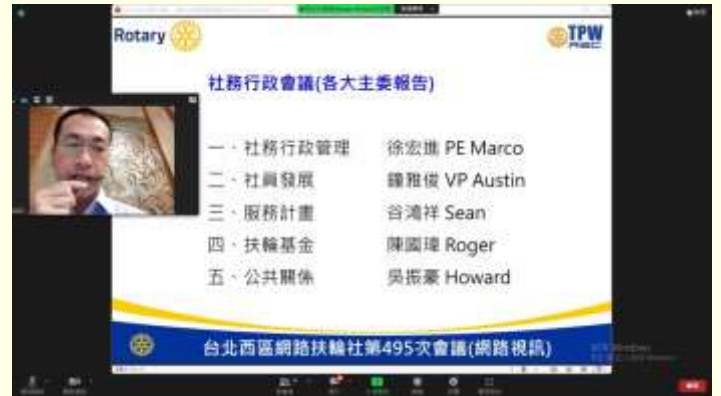 Rotary
TPW
社務行政會議(各大主委報告)
一、社務行政管理 徐宏進 PE Marco
二、社員發展 鐘雅俊 VP Austin
三、服務計畫 谷鴻祥 Sean
四、扶輪基金 陳國瑋 Roger
五、公共關係 吳振豪 Howard
台北西區網路扶輪社第495次會議(網路視訊)